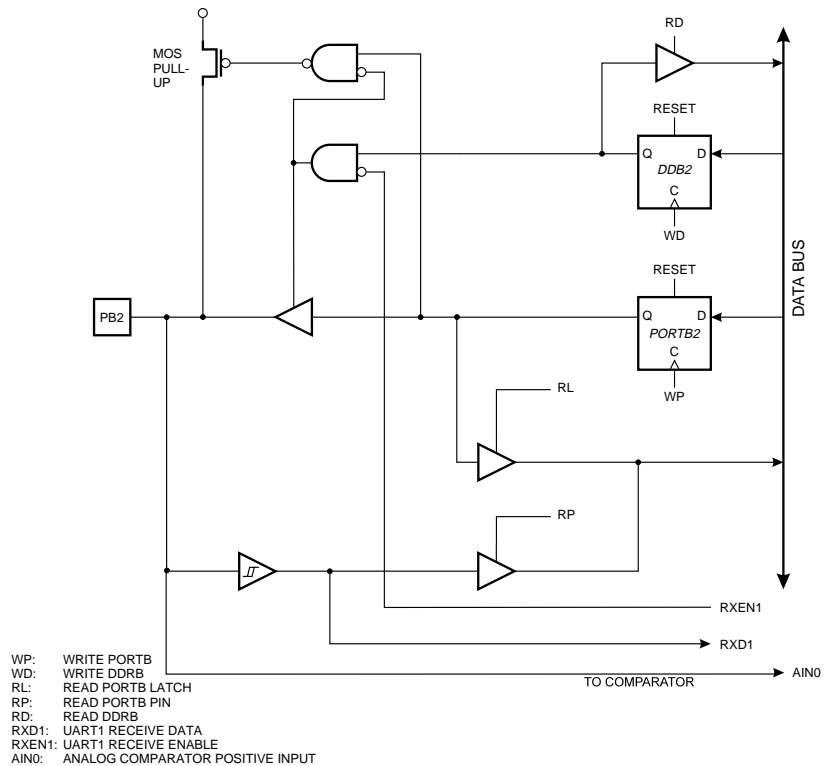 RD
MOS
PULL-
UP
RESET
Q
D
DDB2
C
WD
RESET
DATA BUS
PB2
Q
D
PORTB2
C
WP
RL
RP
RXEN1
RXD1
TO COMPARATOR
AIN0
WP: WRITE PORTB
WD: WRITE DDRB
RL: READ PORTB LATCH
RP: READ PORTB PIN
RD: READ DDRB
RXD1: UART1 RECEIVE DATA
RXEN1: UART1 RECEIVE ENABLE
AIN0: ANALOG COMPARATOR POSITIVE INPUT